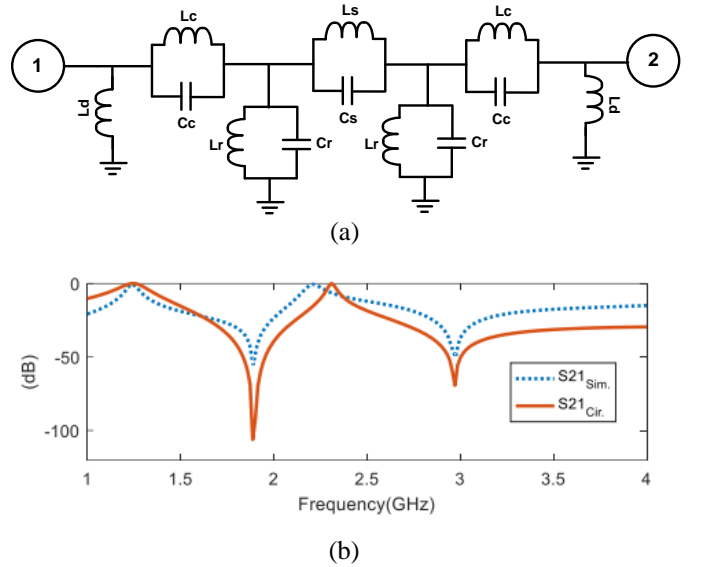 Lc Ls Lc
1 2
Ld Cc Lr Cr Cs Lr Cr Cc Ld
(a)
0
-50
-100
(dB)
S21Sim.
S21Cir.
1 1.5 2 2.5 3 3.5 4
Frequency(GHz)
(b)